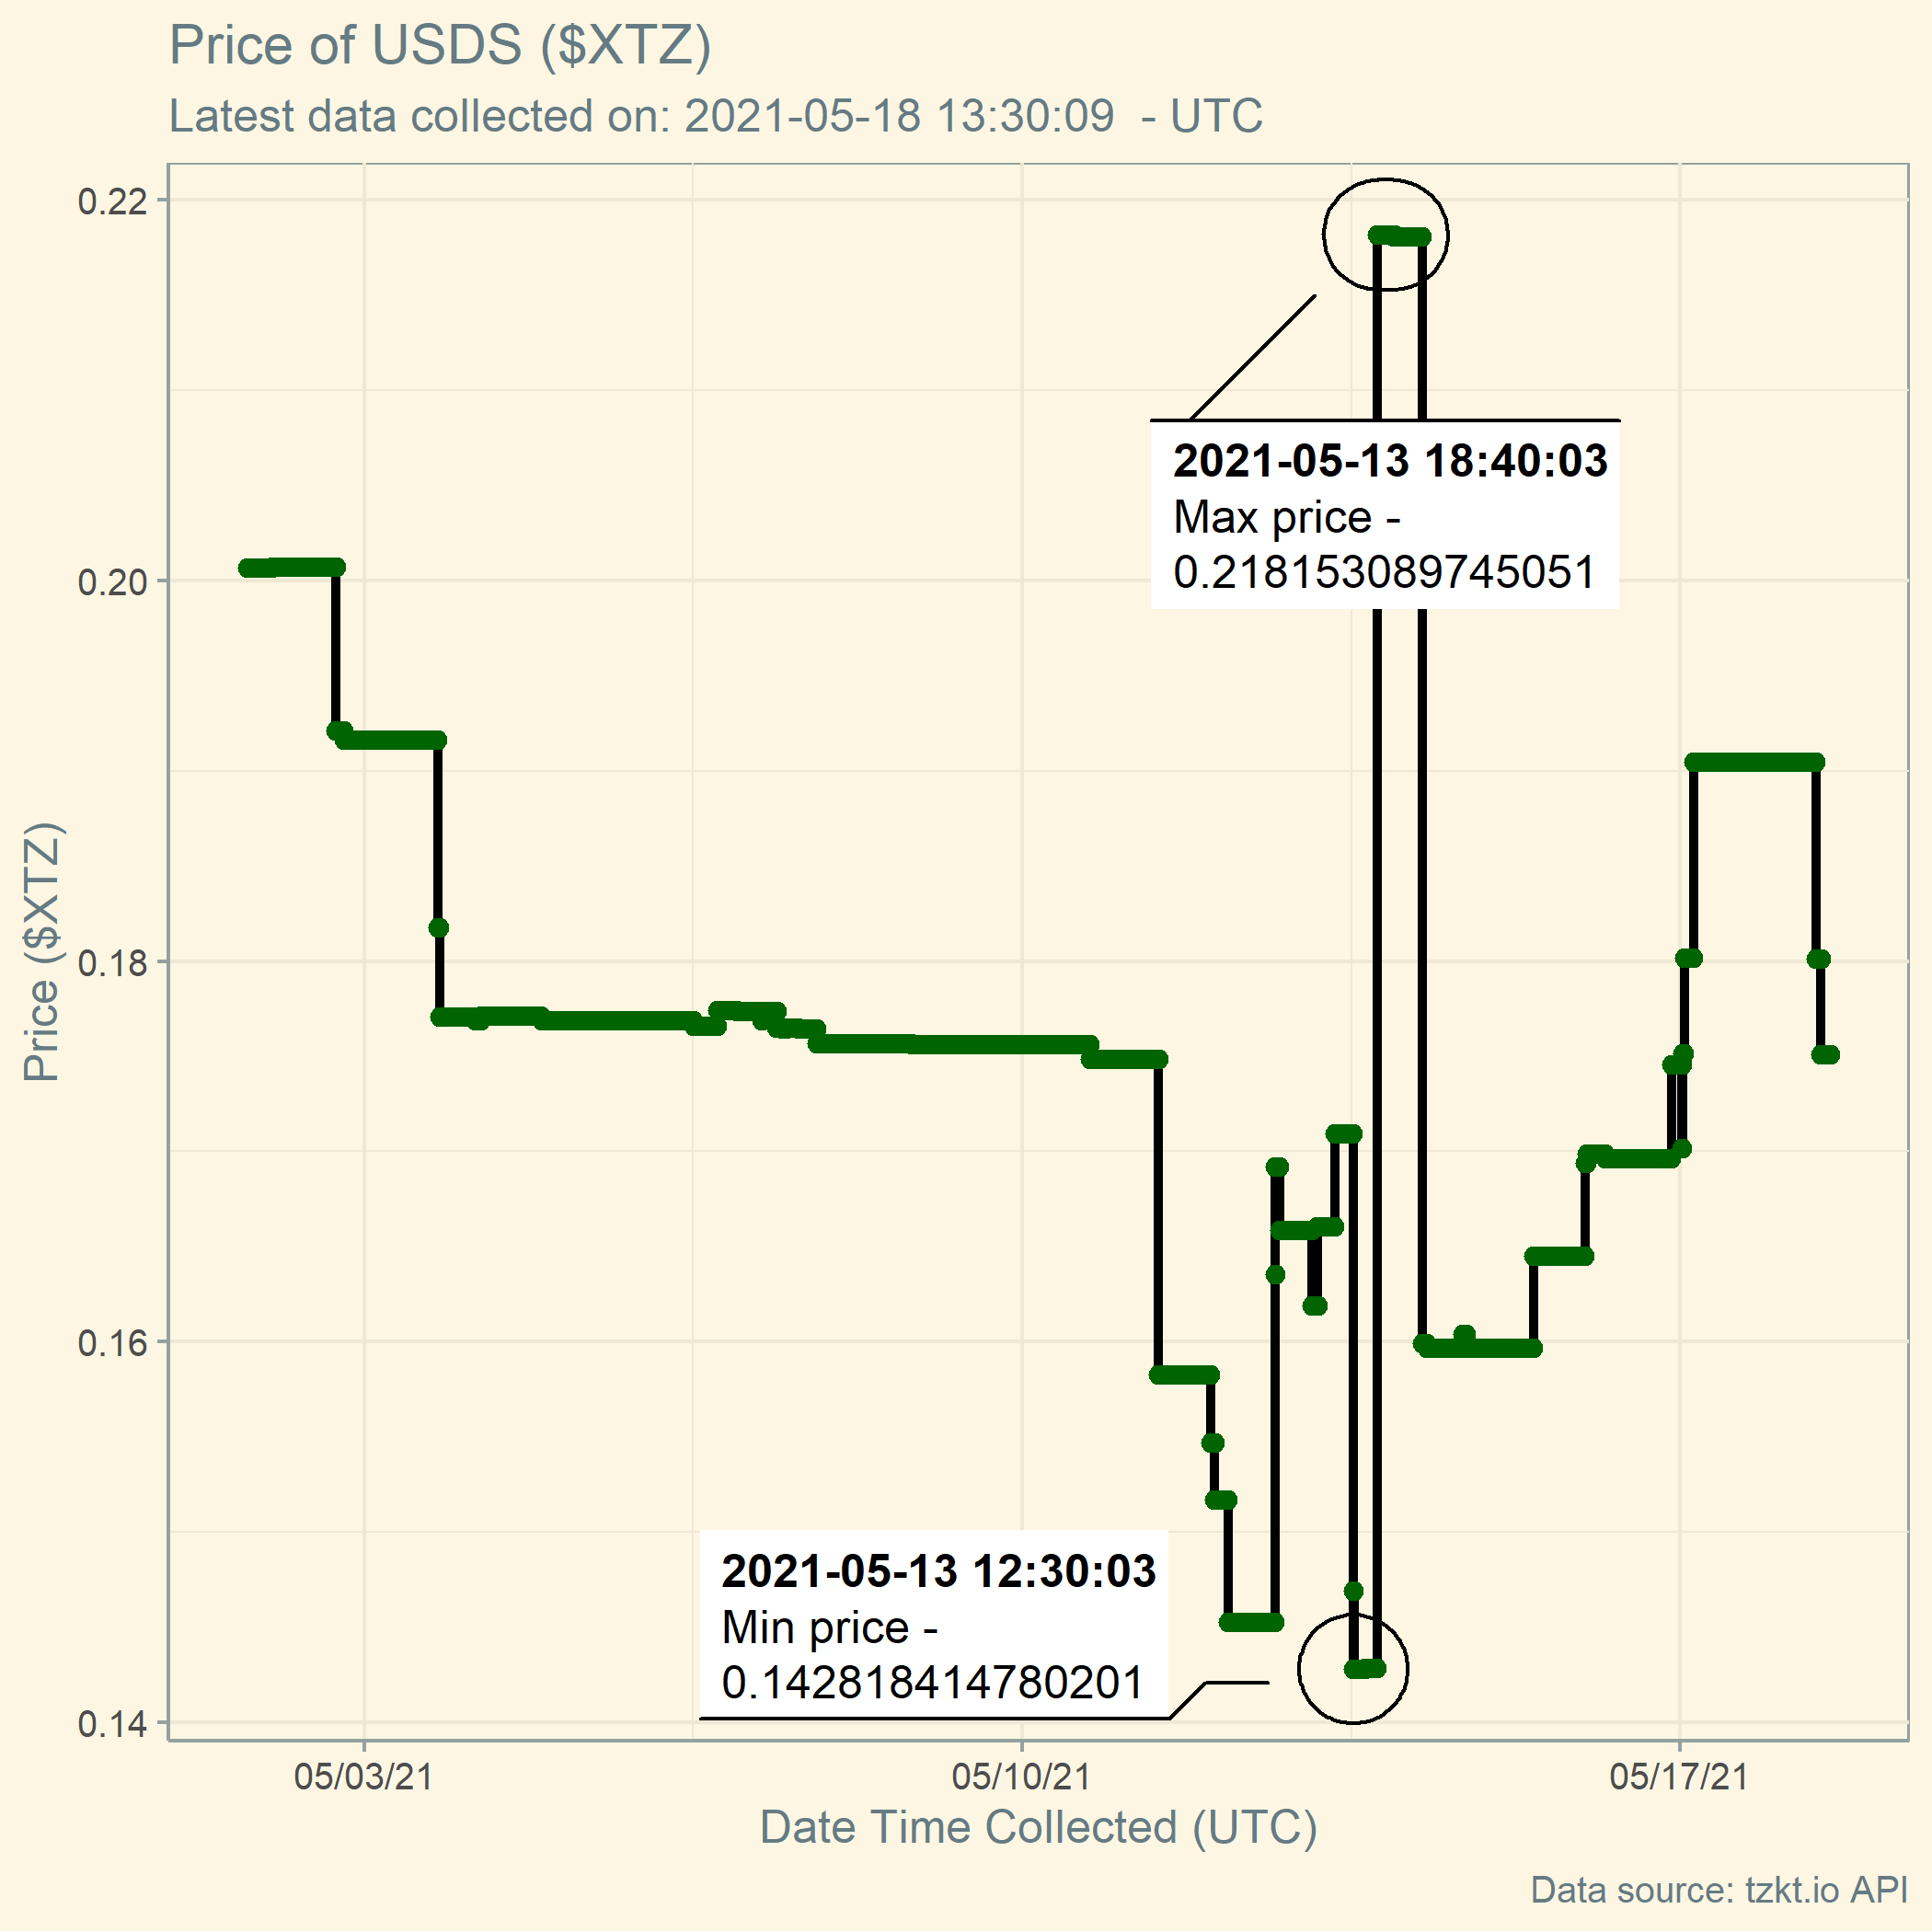 Price of USDS ($XTZ)
Latest data collected on: 2021-05-18 13:30:09  - UTC
Price ($XTZ)
0.22
0.20
0.18
0.16
0.14
2021-05-13 18:40:03
Max price -
0.218153089745051
2021-05-13 12:30:03
Min price -
0.142818414780201
05/03/21
05/10/21
05/17/21
Date Time Collected (UTC)
Data source: tzkt.io API